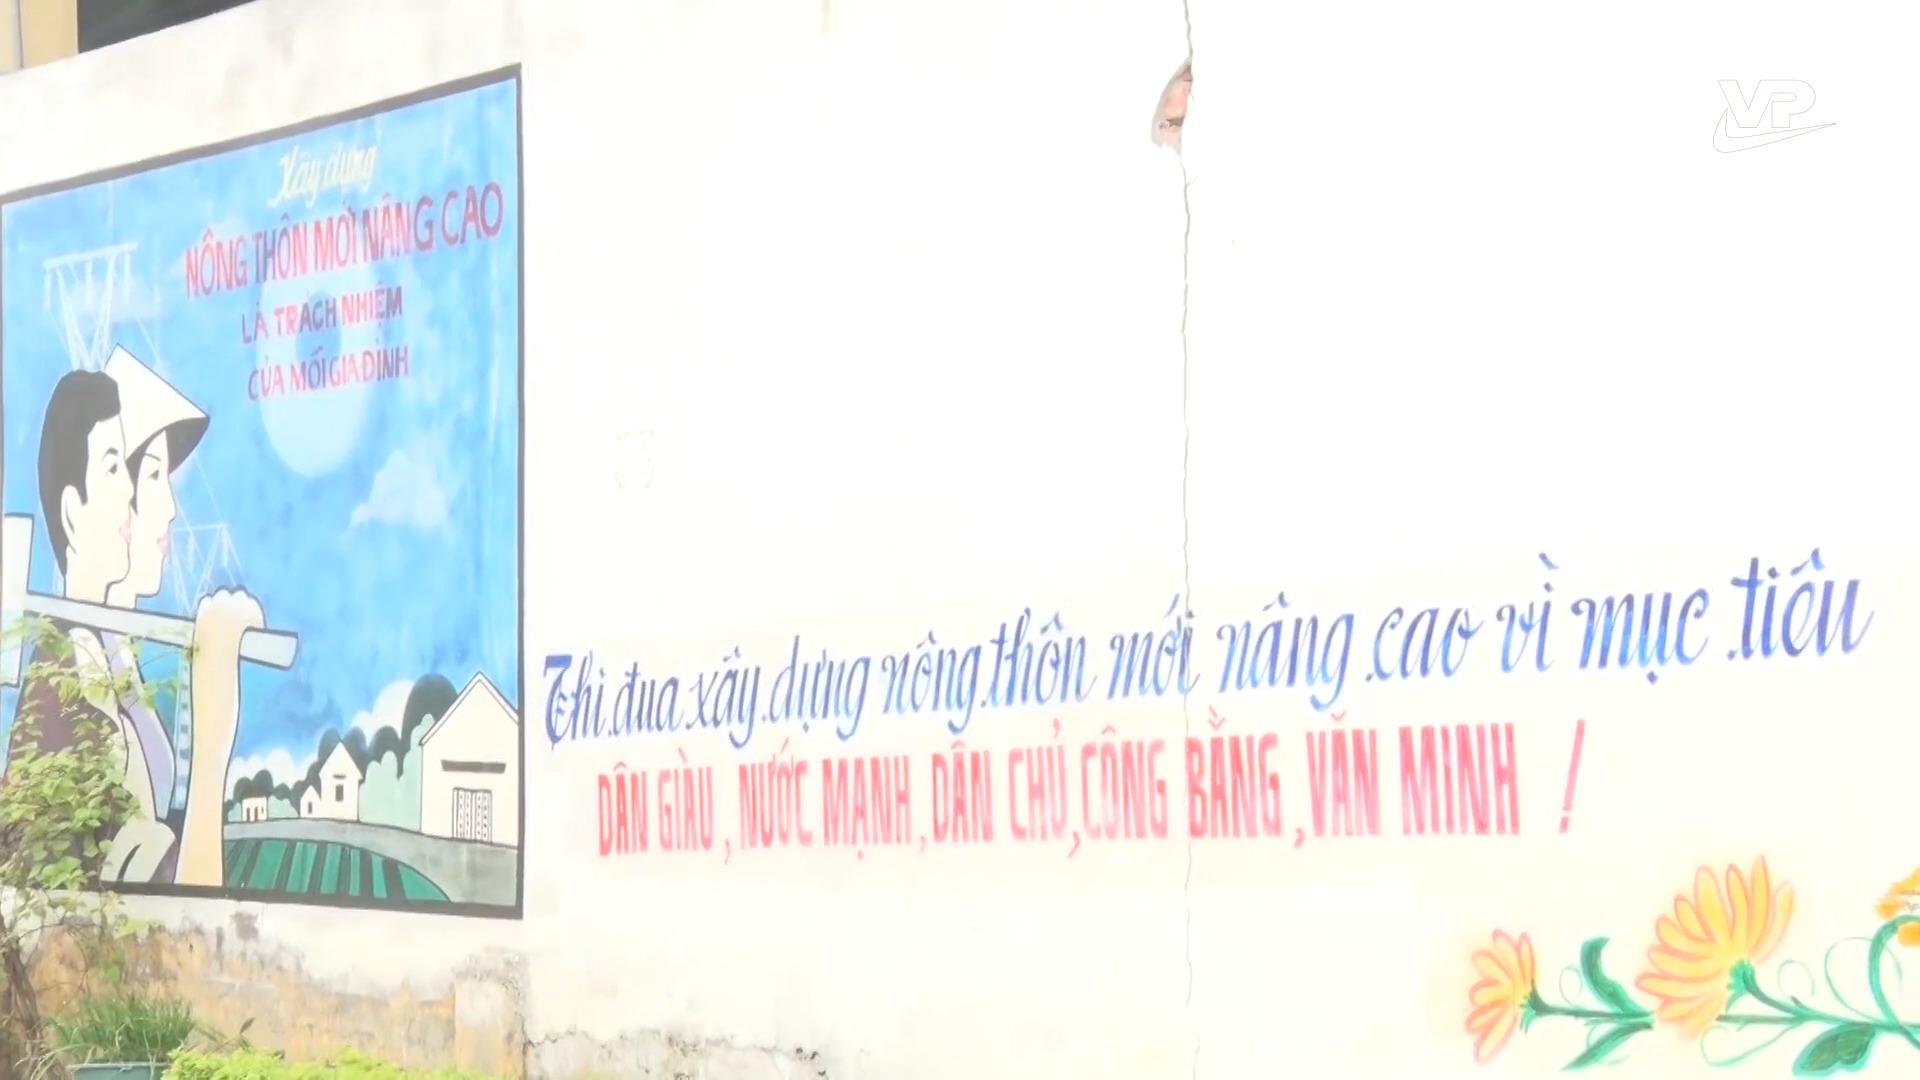 Xây dựng
NÔNG THÔN MỚI NÂNG CAO
LÀ TRÁCH NHIỆM
CỦA MỖI GIA ĐÌNH
Thi đua xây dựng nông thôn mới nâng cao vì mục tiêu
DÂN GIÀU, NƯỚC MẠNH, DÂN CHỦ, CÔNG BẰNG, VĂN MINH !
VP